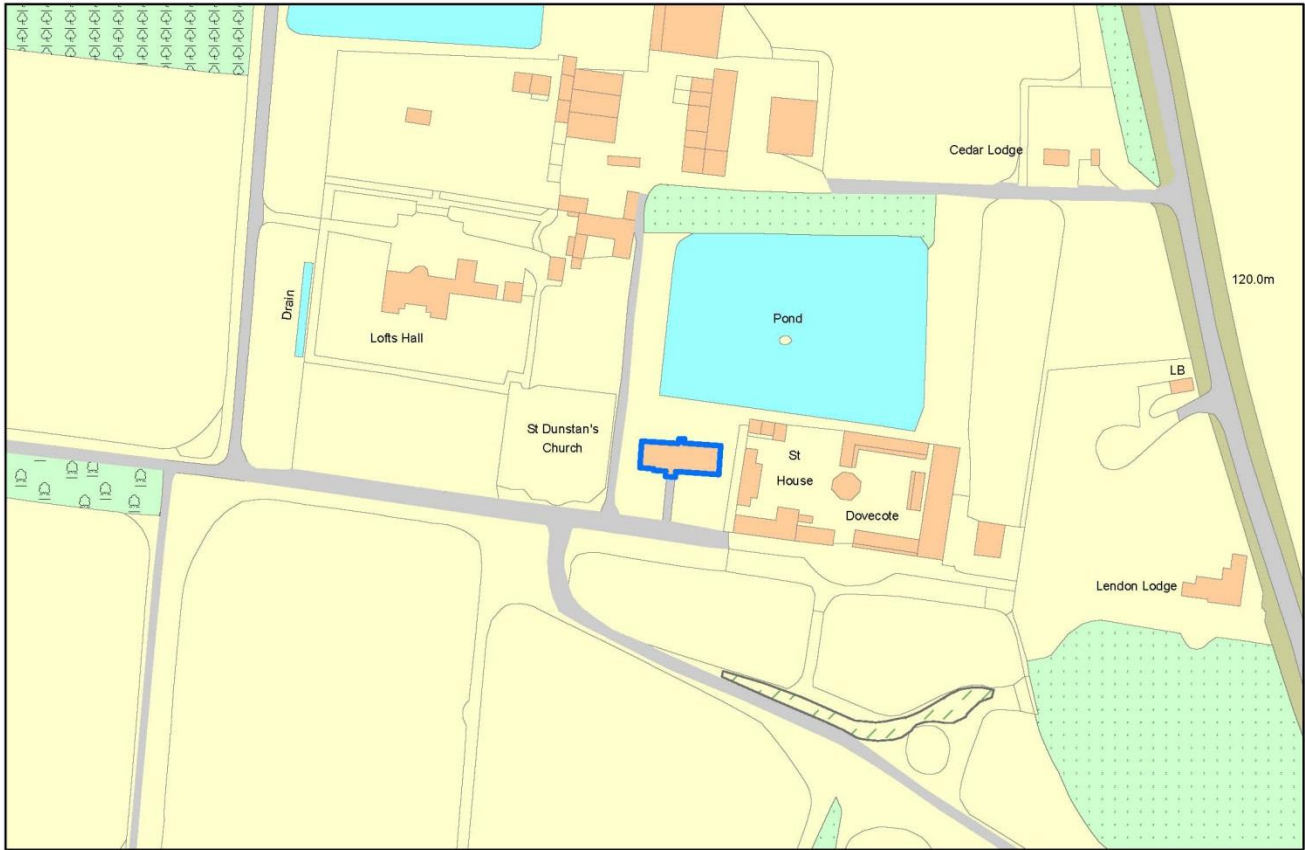 Cedar Lodge
120.0m
Drain
Pond
Lofts Hall
LB
St Dunstan's
Church
St
House
Dovecote
Lendon Lodge